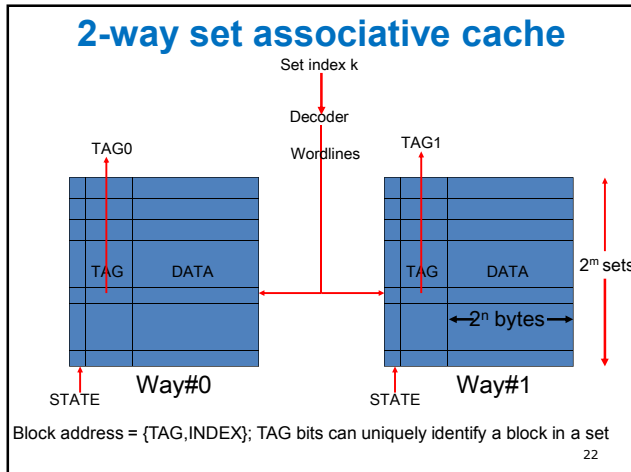 2-way set associative cache
Set index k
Decoder
Wordlines
TAG0
TAG1
TAG DATA
TAG DATA
2ᵐ sets
2ⁿ bytes
Way#0
Way#1
STATE
STATE
Block address = {TAG,INDEX}; TAG bits can uniquely identify a block in a set
22